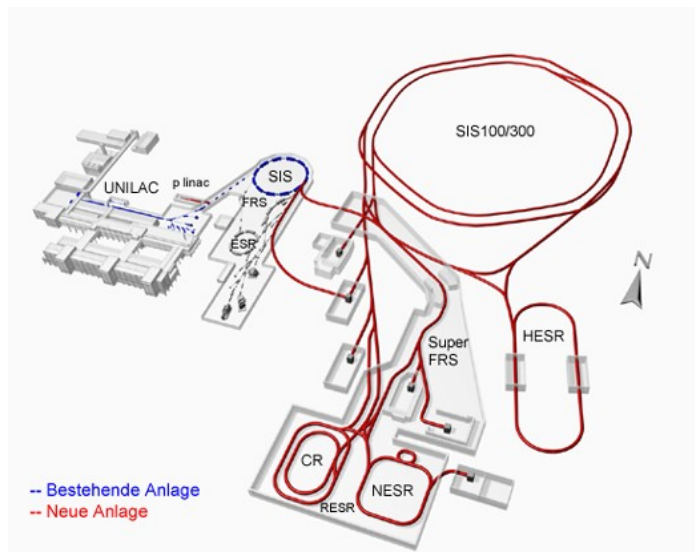 SIS100/300
UNILAC
p linac
SIS
FRS
ESR
N
Super
FRS
HESR
CR
NESR
RESR
-- Bestehende Anlage
-- Neue Anlage